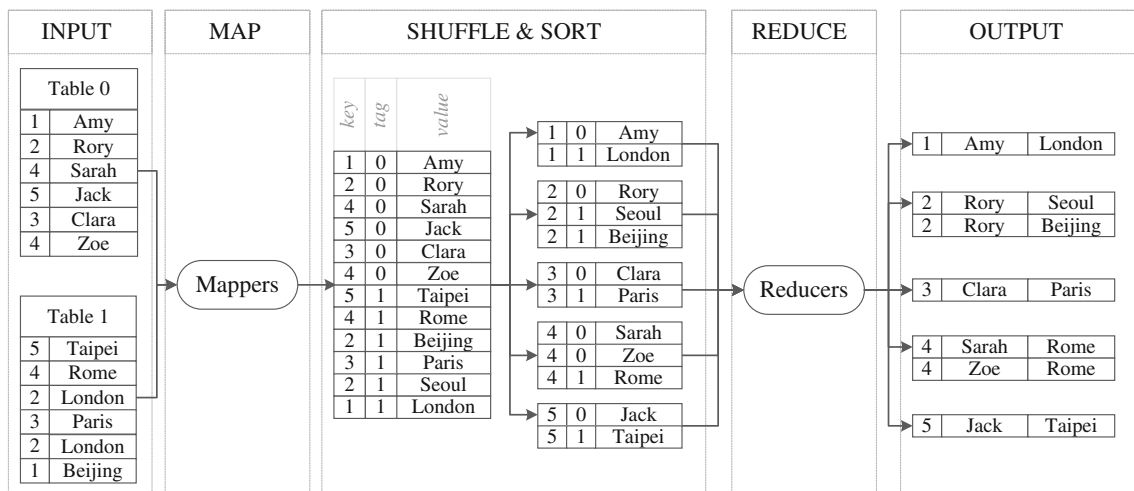 INPUT
MAP
SHUFFLE & SORT
REDUCE
OUTPUT
Table 0
1 Amy
2 Rory
4 Sarah
5 Jack
3 Clara
4 Zoe
Table 1
5 Taipei
4 Rome
2 London
3 Paris
2 London
1 Beijing
Mappers
key tag value
1 0 Amy
2 0 Rory
4 0 Sarah
5 0 Jack
3 0 Clara
4 0 Zoe
5 1 Taipei
4 1 Rome
2 1 Beijing
3 1 Paris
2 1 Seoul
1 1 London
1 0 Amy
1 1 London
2 0 Rory
2 1 Seoul
2 1 Beijing
3 0 Clara
3 1 Paris
4 0 Sarah
4 0 Zoe
4 1 Rome
5 0 Jack
5 1 Taipei
Reducers
1 Amy London
2 Rory Seoul
2 Rory Beijing
3 Clara Paris
4 Sarah Rome
4 Zoe Rome
5 Jack Taipei